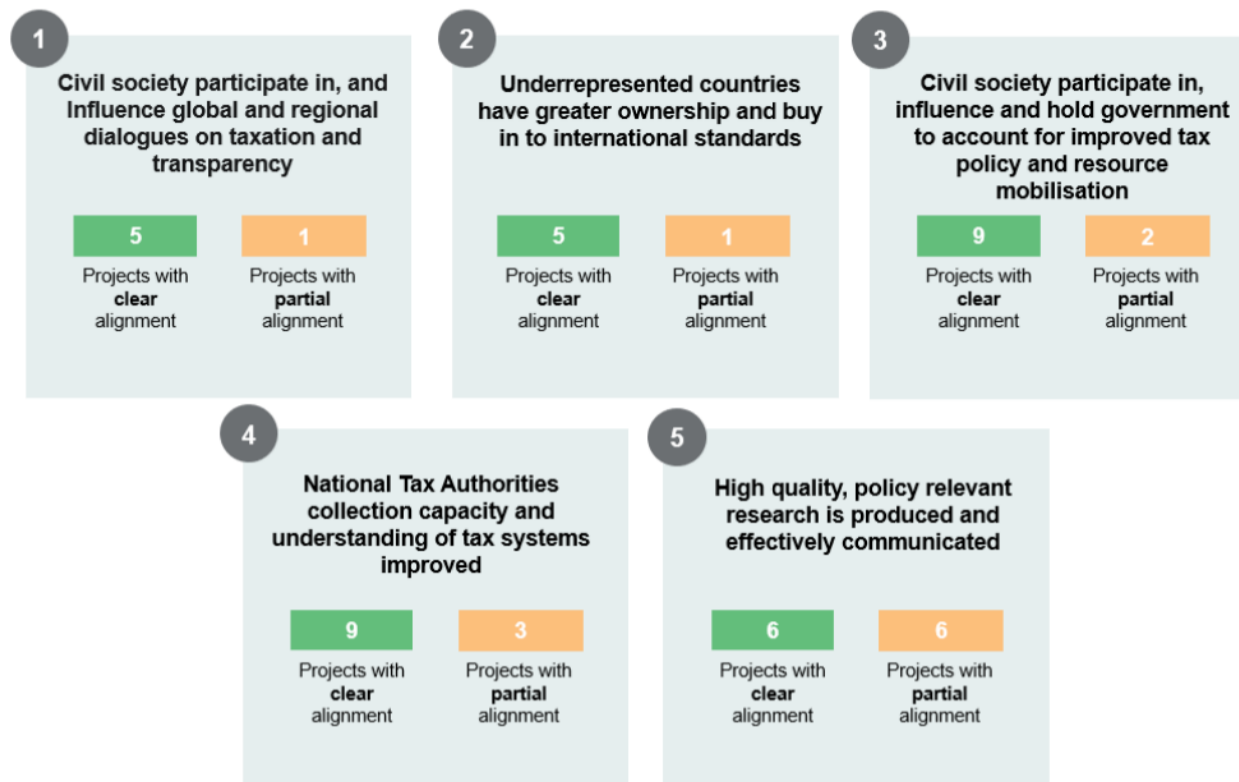 1
Civil society participate in, and
Influence global and regional
dialogues on taxation and
transparency
5
Projects with
clear
alignment
1
Projects with
partial
alignment
2
Underrepresented countries
have greater ownership and buy
in to international standards
5
Projects with
clear
alignment
1
Projects with
partial
alignment
3
Civil society participate in,
influence and hold government
to account for improved tax
policy and resource
mobilisation
9
Projects with
clear
alignment
2
Projects with
partial
alignment
4
National Tax Authorities
collection capacity and
understanding of tax systems
improved
9
Projects with
clear
alignment
3
Projects with
partial
alignment
5
High quality, policy relevant
research is produced and
effectively communicated
6
Projects with
clear
alignment
6
Projects with
partial
alignment